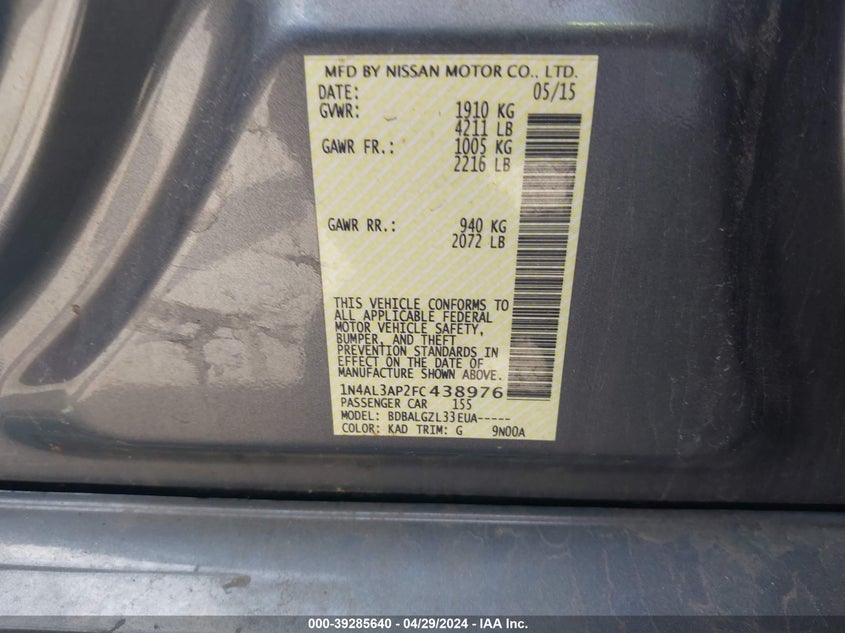 MFD BY NISSAN MOTOR CO., LTD.
DATE: 05/15
GVWR: 1910 KG
4211 LB
GAWR FR.: 1005 KG
2216 LB
GAWR RR.: 940 KG
2072 LB
THIS VEHICLE CONFORMS TO
ALL APPLICABLE FEDERAL
MOTOR VEHICLE SAFETY,
BUMPER, AND THEFT
PREVENTION STANDARDS IN
EFFECT ON THE DATE OF
MANUFACTURE SHOWN ABOVE.
1N4AL3AP2FC438976
PASSENGER CAR 155
MODEL: BDBALGZL33EUA-----
COLOR: KAD TRIM: G 9N00A
000-39285640 - 04/29/2024 - IAA Inc.